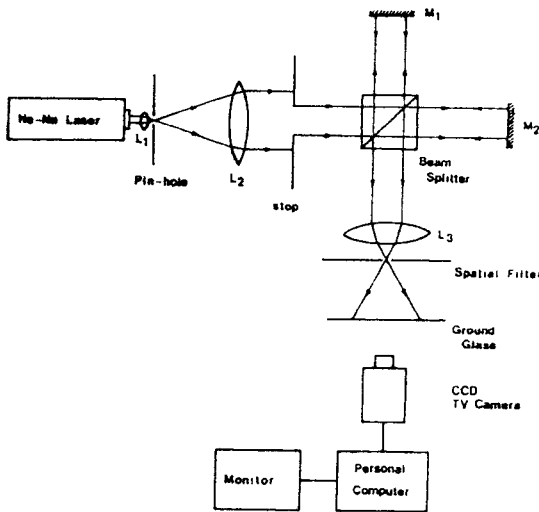 M1
He-Ne Laser
L1
L2
M2
Pin-hole
stop
Beam
Splitter
L3
Spatial Filter
Ground
Glase
CCD
TV Camera
Monitor
Personal
Computer